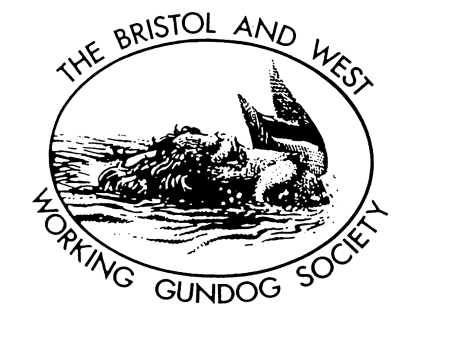 THE BRISTOL AND WEST
WORKING GUNDOG SOCIETY